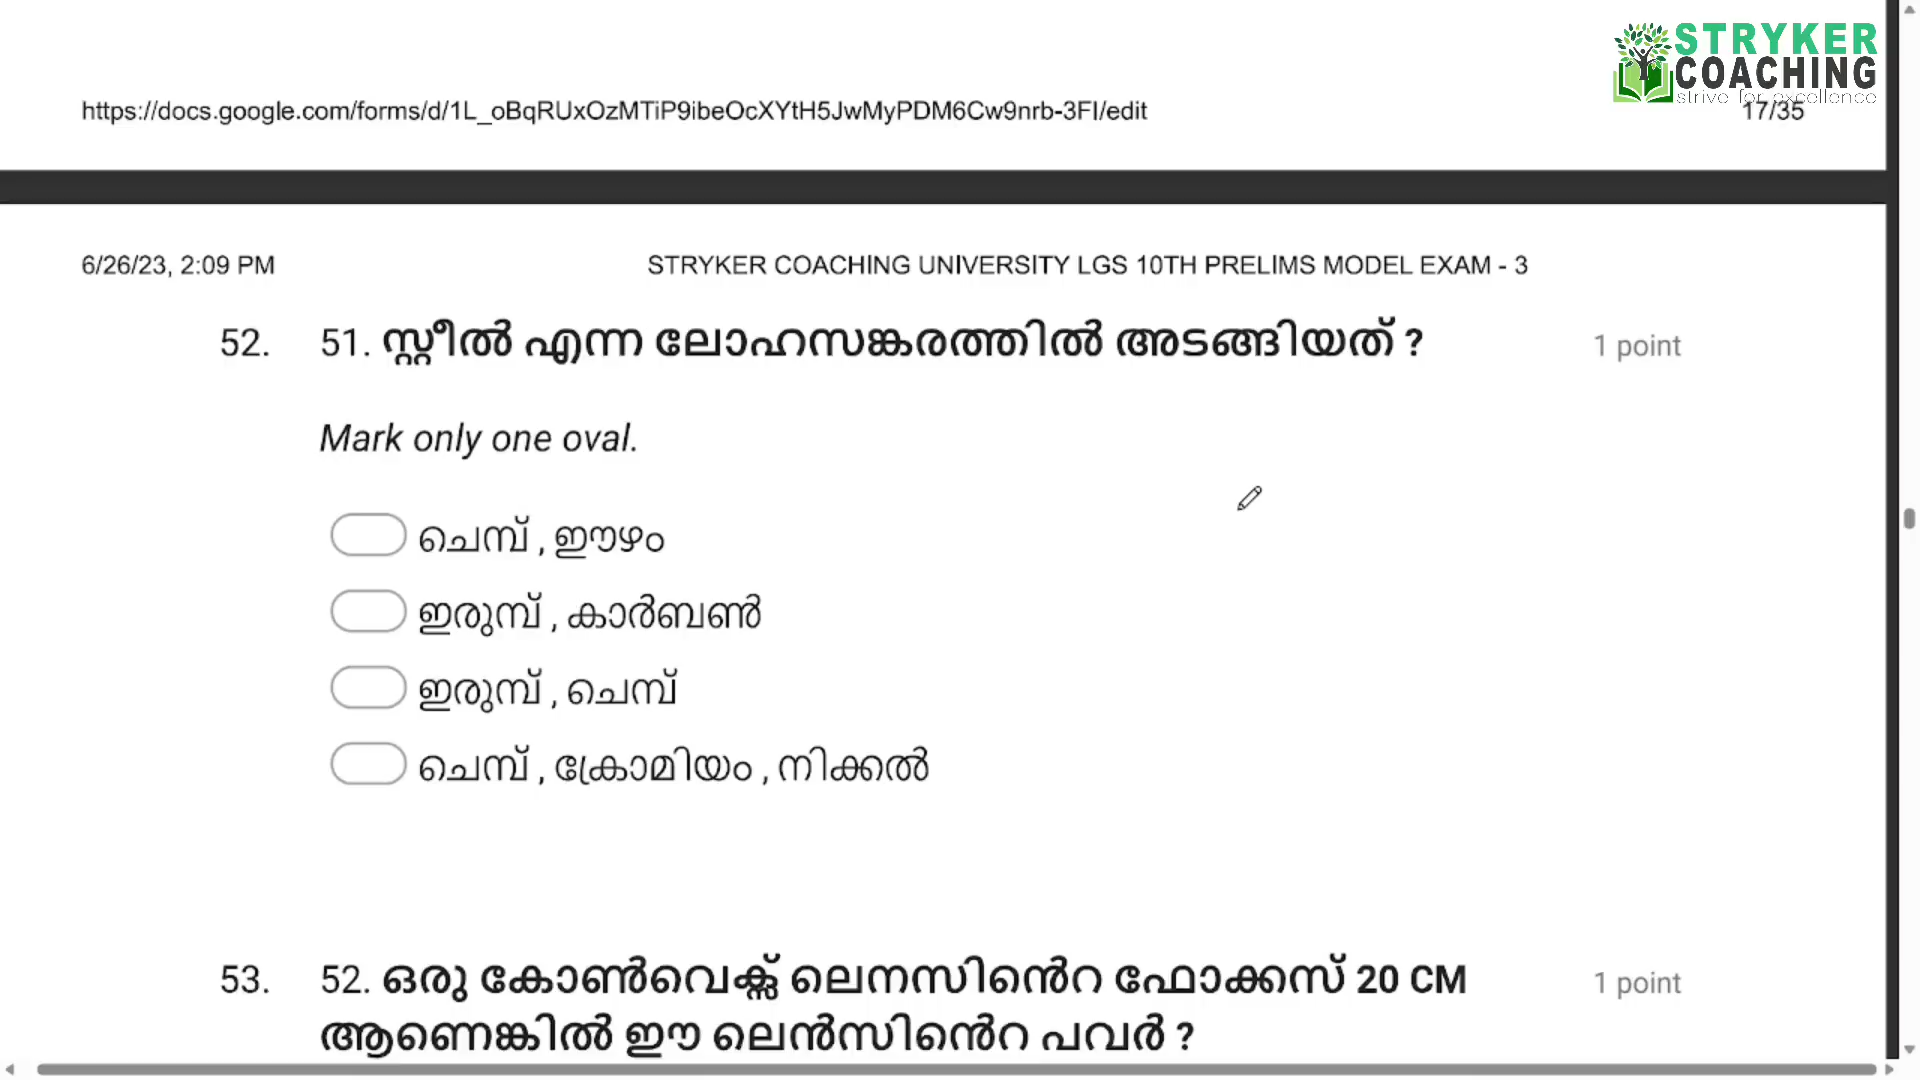 STRYKER
COACHING
strive for excellence
https://docs.google.com/forms/d/1L_oBqRUxOzMTiP9ibeOcXYtH5JwMyPDM6Cw9nrb-3FI/edit 17/35
6/26/23, 2:09 PM STRYKER COACHING UNIVERSITY LGS 10TH PRELIMS MODEL EXAM - 3
52. 51. സ്റ്റീൽ എന്ന ലോഹസങ്കരത്തിൽ അടങ്ങിയത് ? 1 point
Mark only one oval.
ചെമ്പ് , ഈഴം
ഇരുമ്പ് , കാർബൺ
ഇരുമ്പ് , ചെമ്പ്
ചെമ്പ് , ക്രോമിയം , നിക്കൽ
53. 52. ഒരു കോൺവെക്സ് ലെനസിൻെറ ഫോക്കസ് 20 CM 1 point
ആണെങ്കിൽ ഈ ലെൻസിൻെറ പവർ ?